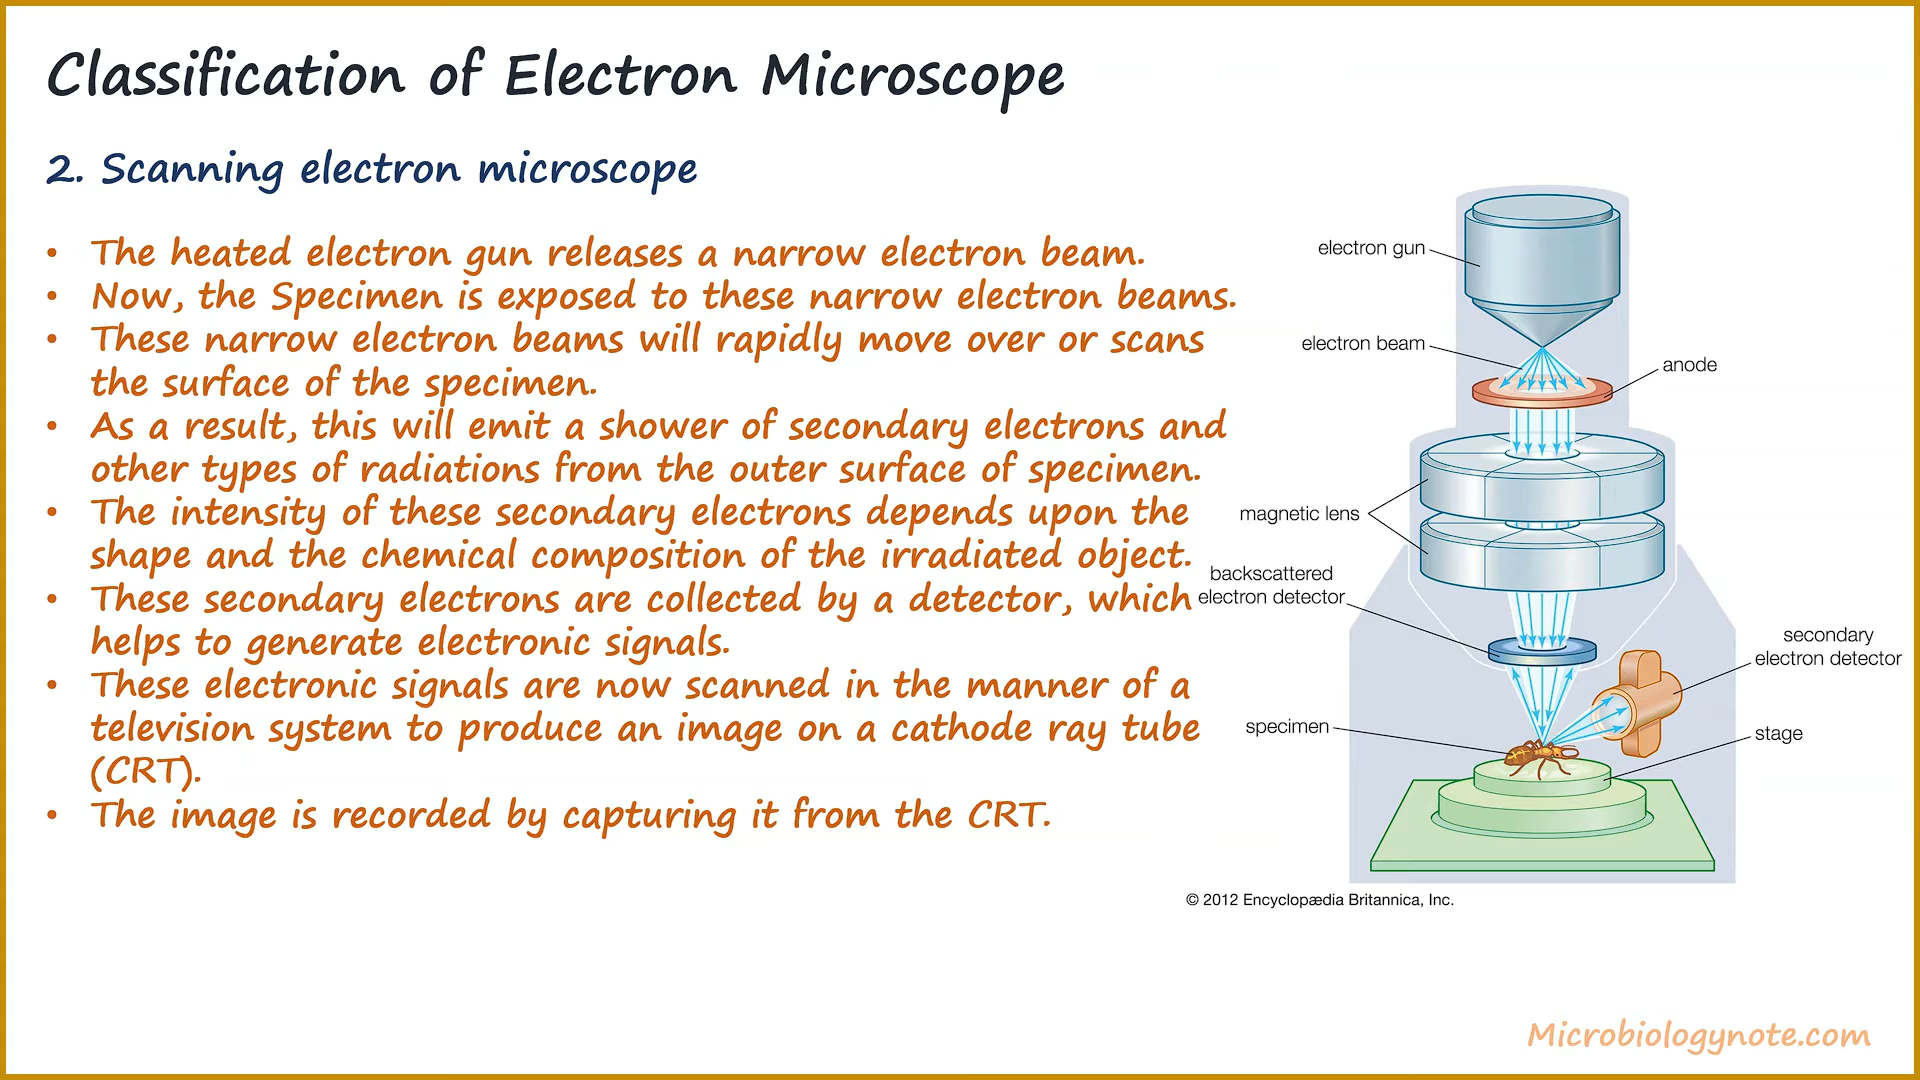 Classification of Electron Microscope
2. Scanning electron microscope
• The heated electron gun releases a narrow electron beam.
• Now, the Specimen is exposed to these narrow electron beams.
• These narrow electron beams will rapidly move over or scans
the surface of the specimen.
• As a result, this will emit a shower of secondary electrons and
other types of radiations from the outer surface of specimen.
• The intensity of these secondary electrons depends upon the
shape and the chemical composition of the irradiated object.
• These secondary electrons are collected by a detector, which
helps to generate electronic signals.
• These electronic signals are now scanned in the manner of a
television system to produce an image on a cathode ray tube
(CRT).
• The image is recorded by capturing it from the CRT.
electron gun
electron beam
anode
magnetic lens
backscattered
electron detector
secondary
electron detector
specimen
stage
© 2012 Encyclopædia Britannica, Inc.
Microbiologynote.com